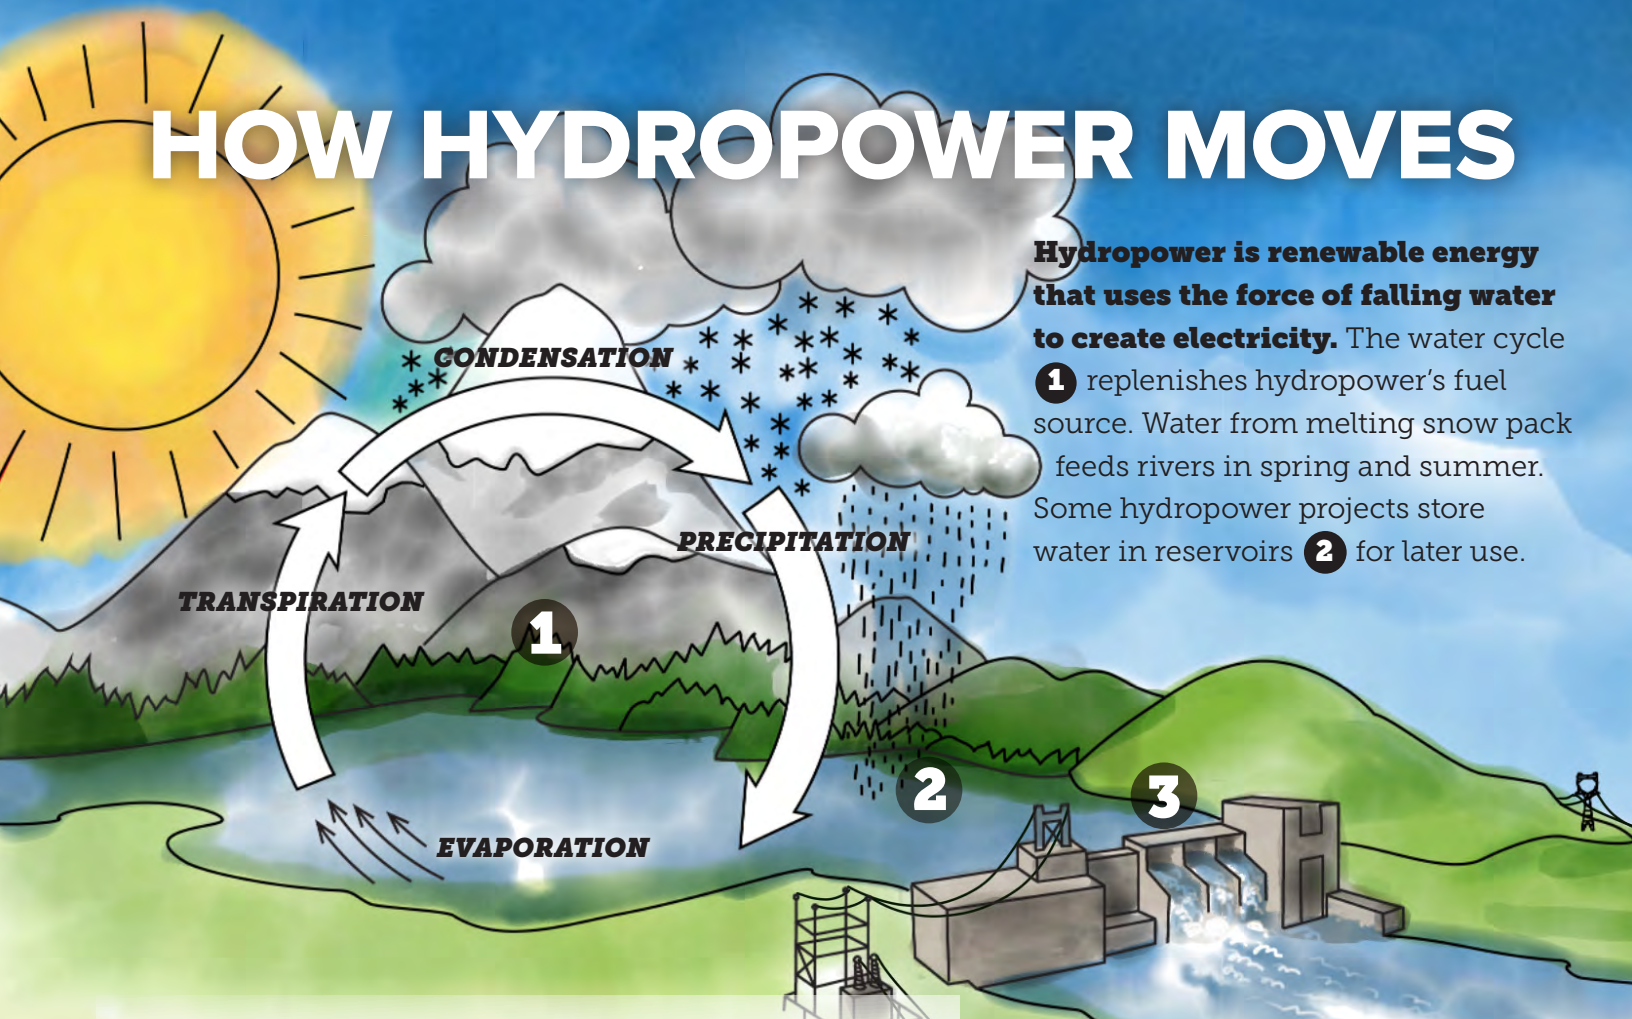 HOW HYDROPOWER MOVES
Hydropower is renewable energy
that uses the force of falling water
to create electricity. The water cycle
1 replenishes hydropower’s fuel
source. Water from melting snow pack
feeds rivers in spring and summer.
Some hydropower projects store
water in reservoirs 2 for later use.
CONDENSATION
PRECIPITATION
TRANSPIRATION
1
2
3
EVAPORATION